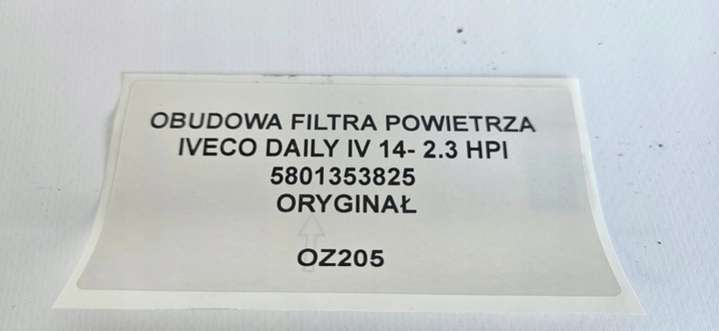 OBUDOWA FILTRA POWIETRZA
IVECO DAILY IV 14- 2.3 HPI
5801353825
ORYGINAŁ
OZ205